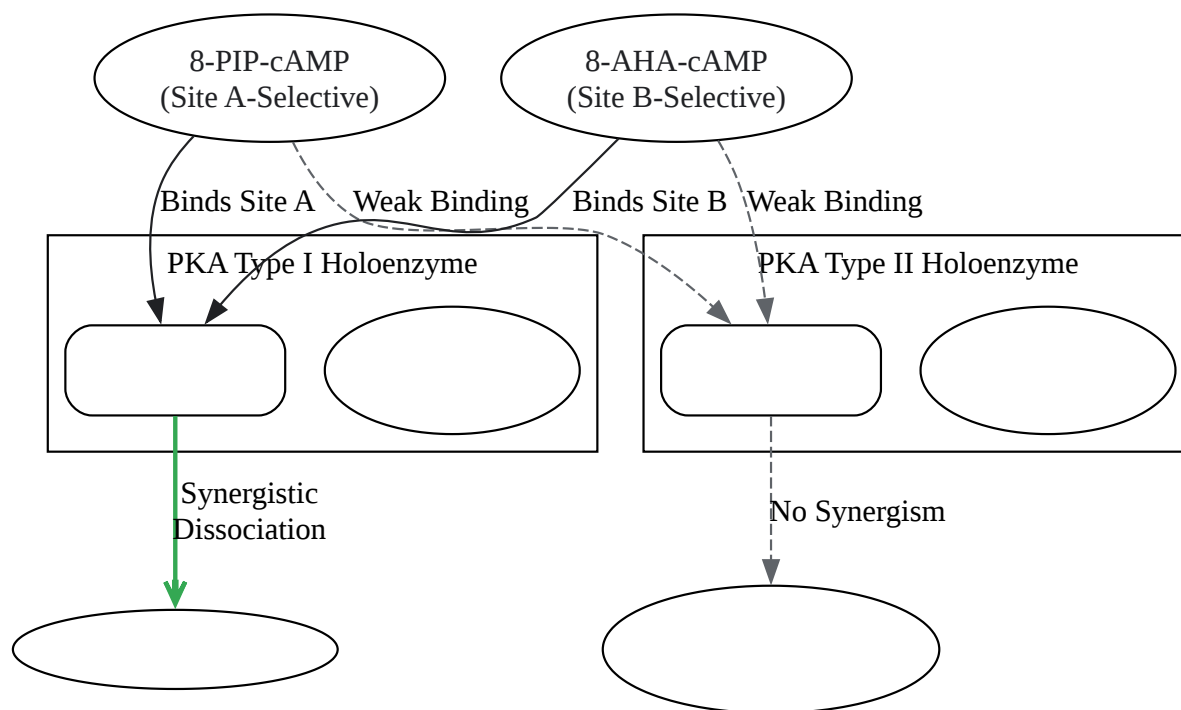 8-PIP-cAMP
(Site A-Selective)
8-AHA-cAMP
(Site B-Selective)
Binds Site A
Weak Binding
Binds Site B
Weak Binding
PKA Type I Holoenzyme
PKA Type II Holoenzyme
Synergistic
Dissociation
No Synergism